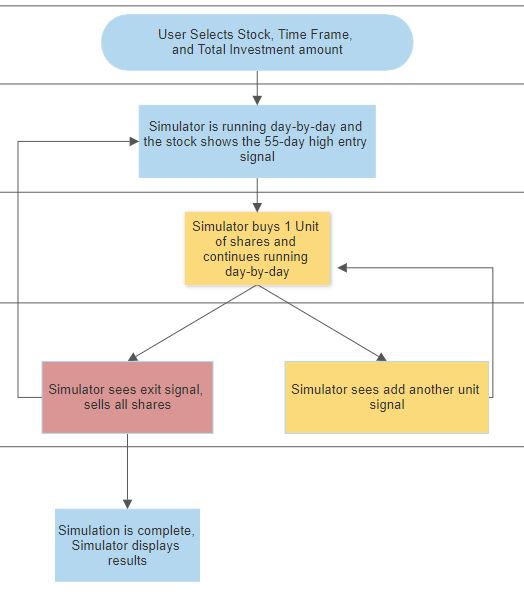 User Selects Stock, Time Frame,
and Total Investment amount
Simulator is running day-by-day and
the stock shows the 55-day high entry
signal
Simulator buys 1 Unit
of shares and
continues running
day-by-day
Simulator sees exit signal,
sells all shares
Simulator sees add another unit
signal
Simulation is complete,
Simulator displays
results